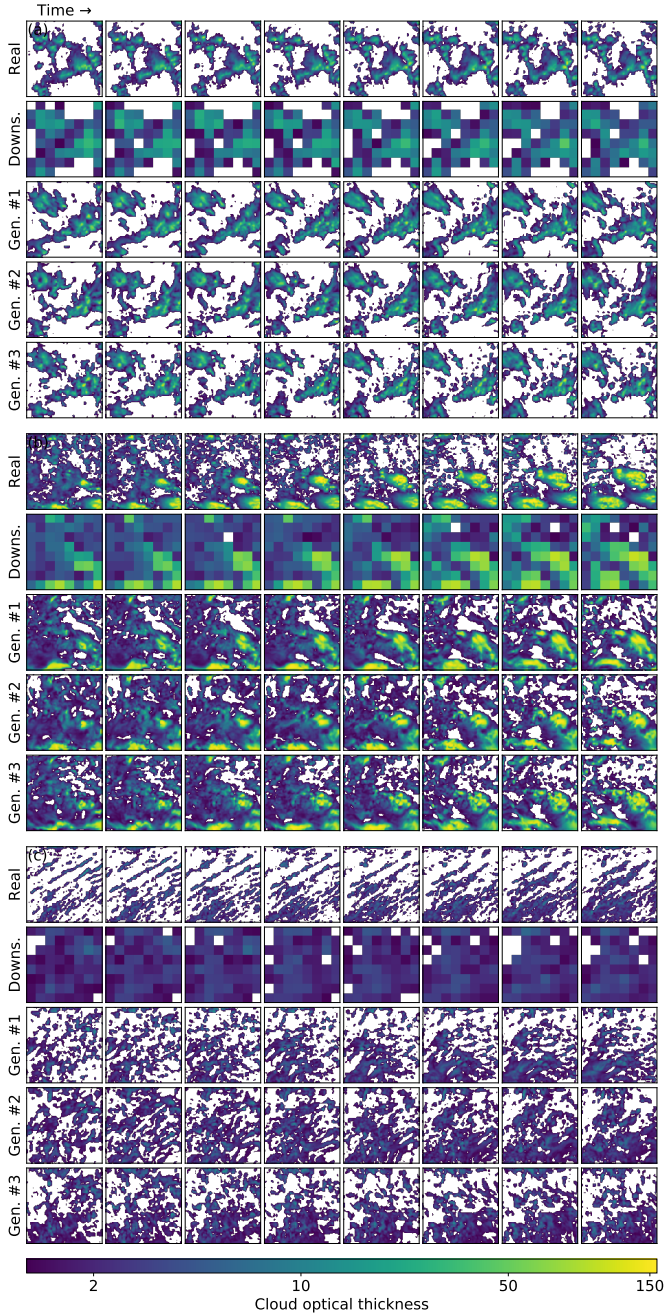 Time →
(a)
Real
Downs.
Gen. #1
Gen. #2
Gen. #3
(b)
Real
Downs.
Gen. #1
Gen. #2
Gen. #3
(c)
Real
Downs.
Gen. #1
Gen. #2
Gen. #3
2 10 50 150
Cloud optical thickness